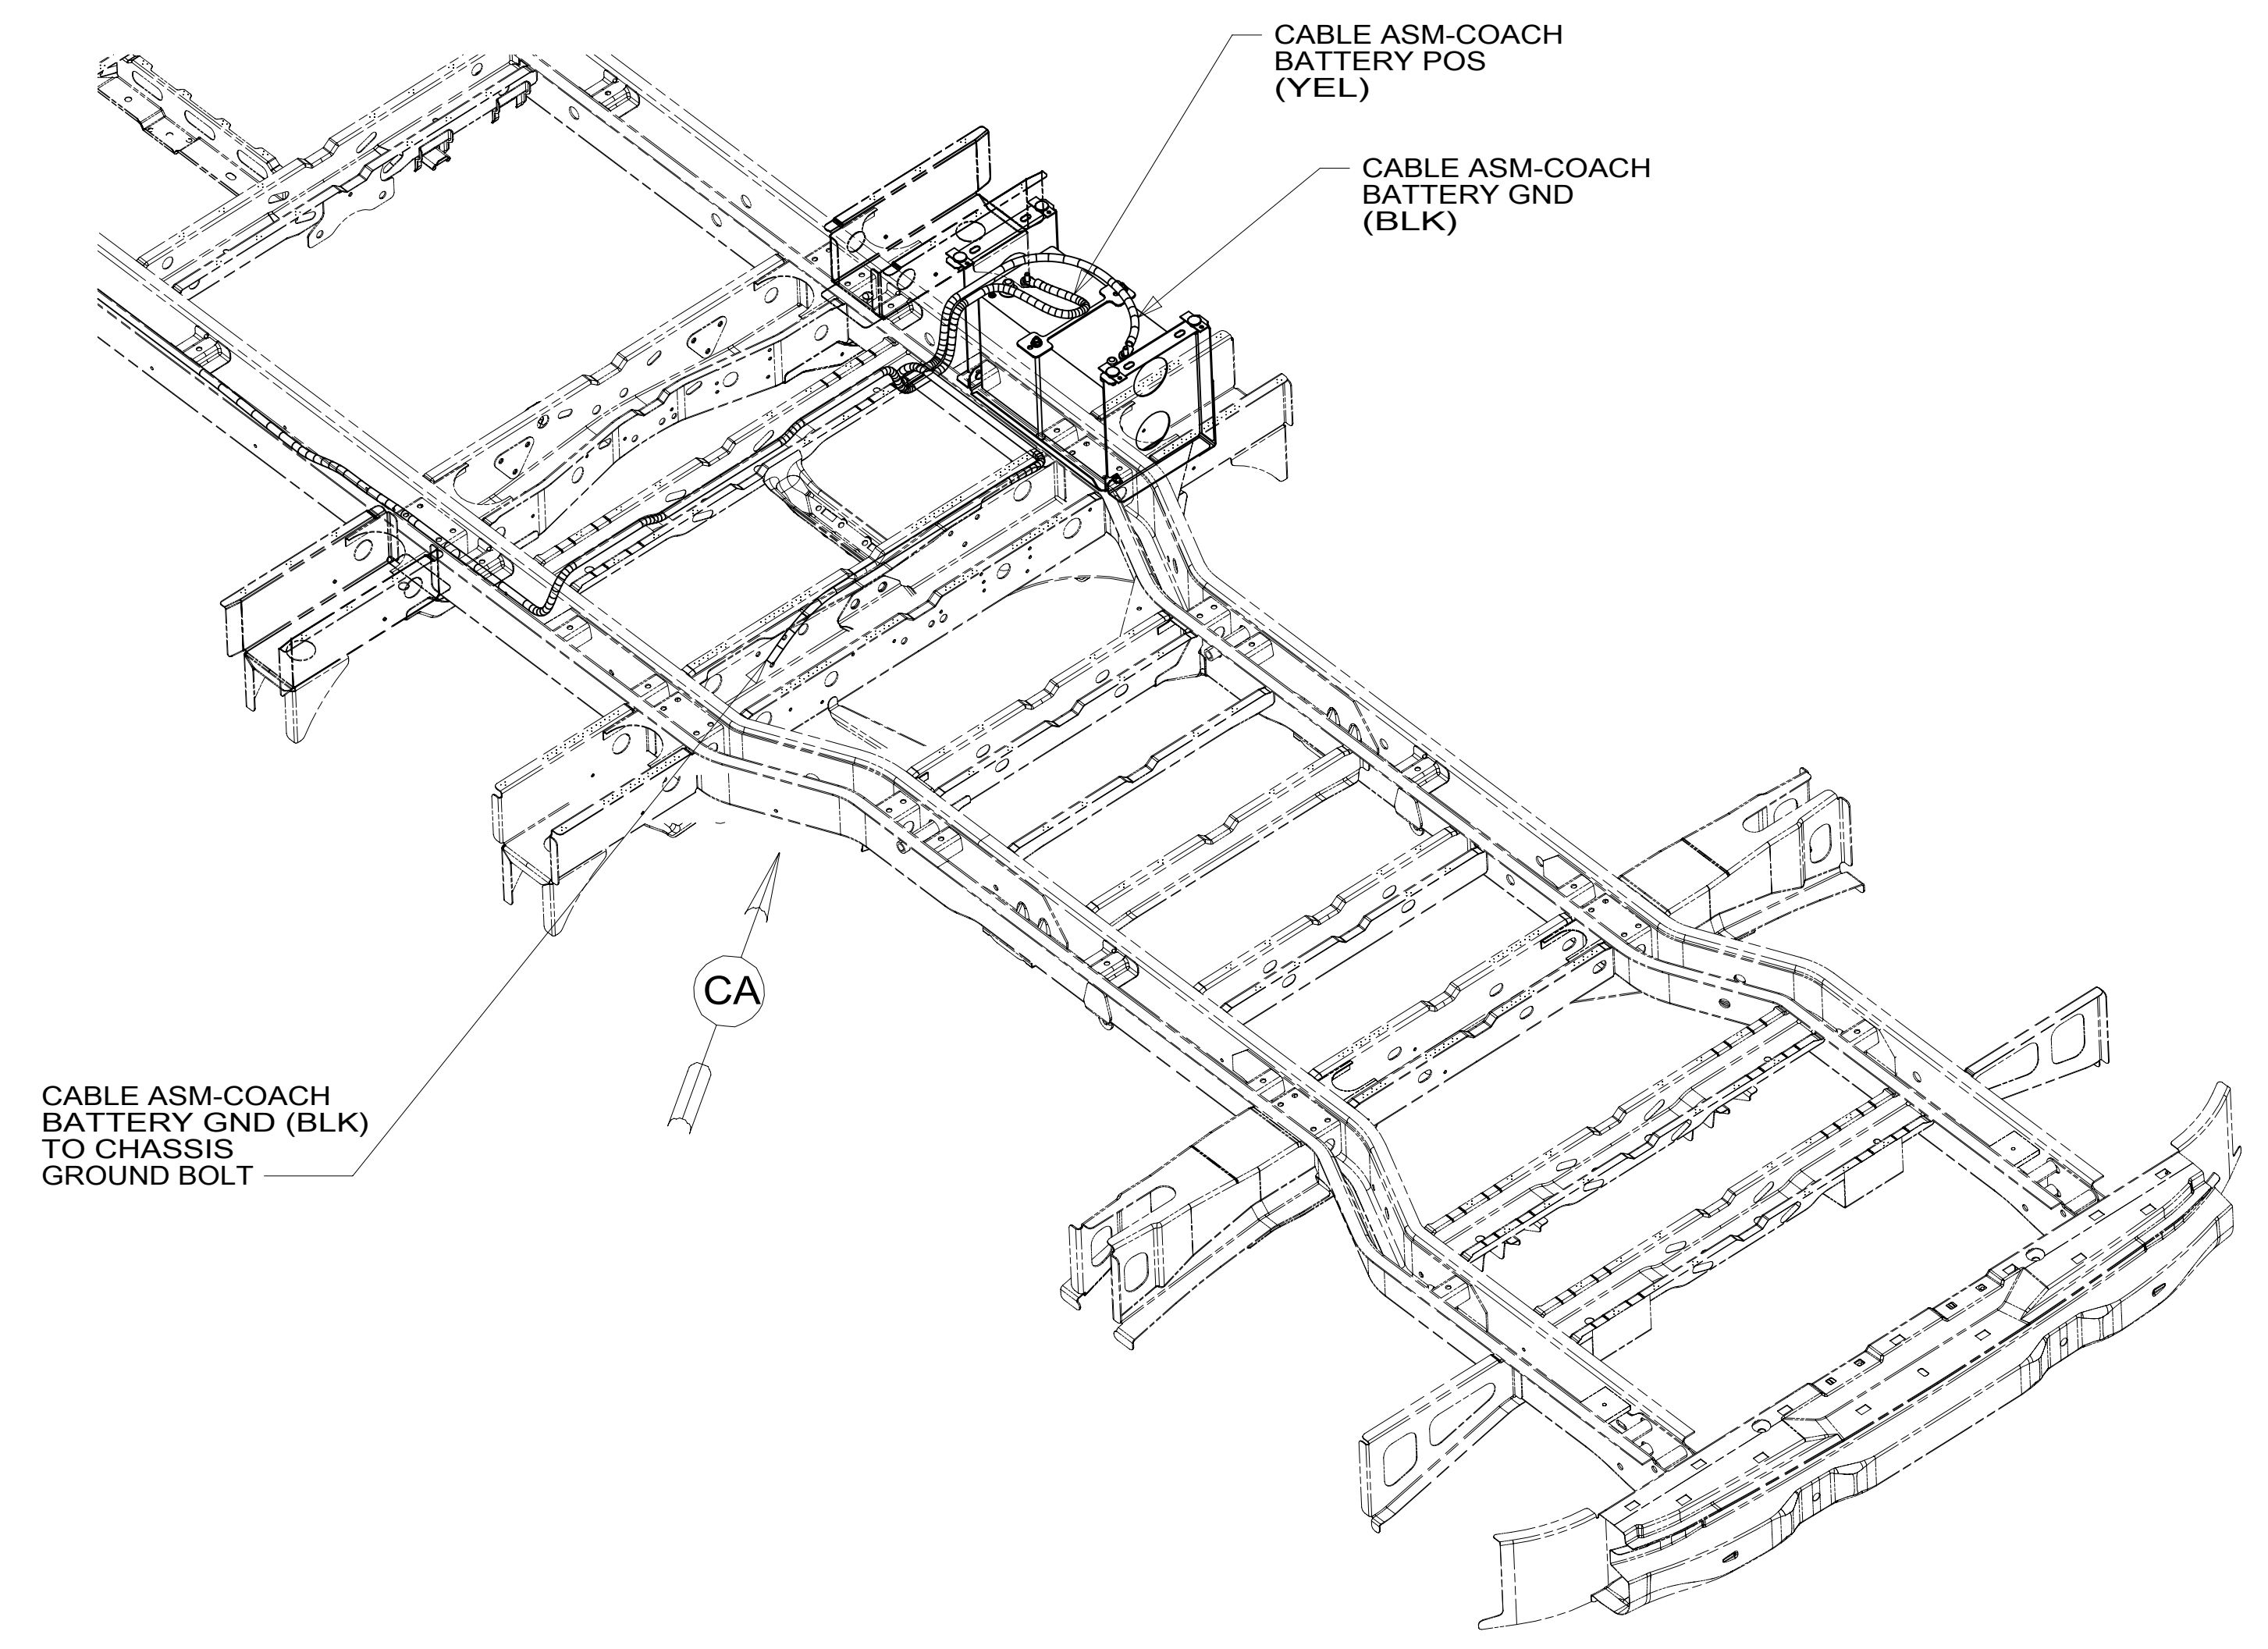 CABLE ASM-COACH
BATTERY POS
(YEL)
CABLE ASM-COACH
BATTERY GND
(BLK)
CA
CABLE ASM-COACH
BATTERY GND (BLK)
TO CHASSIS
GROUND BOLT